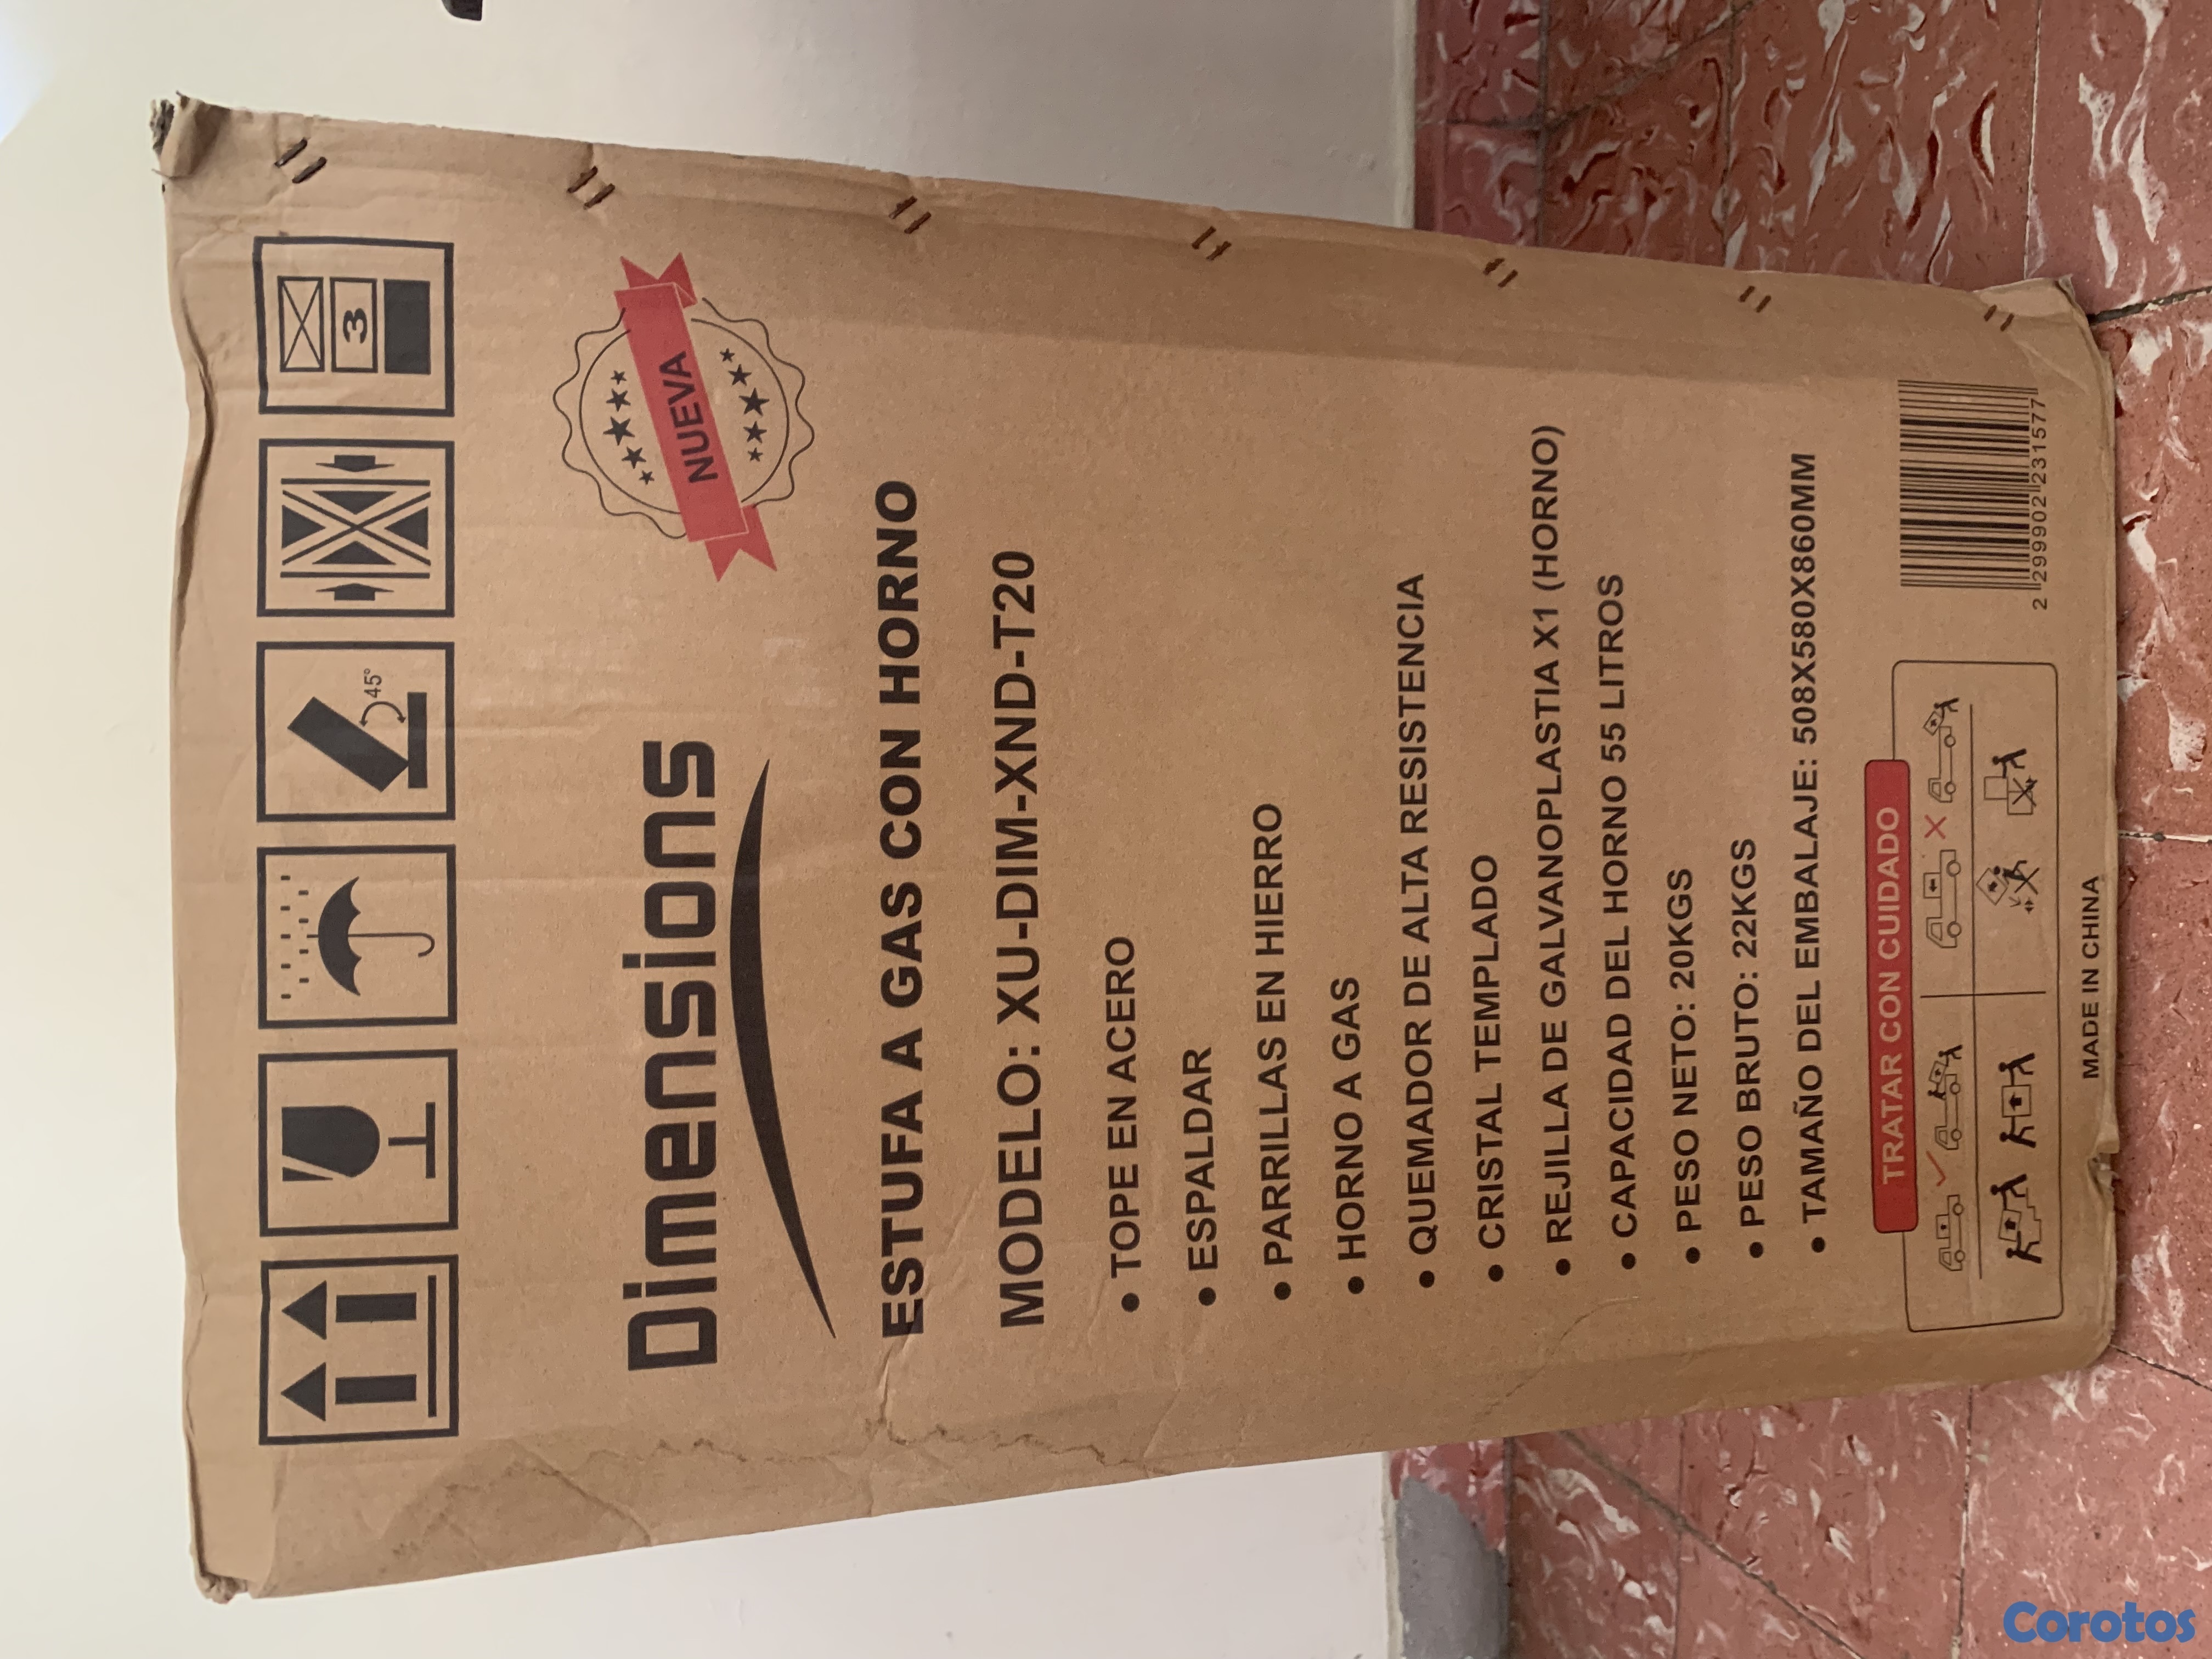 3
45°
Dimensions
NUEVA
ESTUFA A GAS CON HORNO
MODELO: XU-DIM-XND-T20
• TOPE EN ACERO
• ESPALDAR
• PARRILLAS EN HIERRO
• HORNO A GAS
• QUEMADOR DE ALTA RESISTENCIA
• CRISTAL TEMPLADO
• REJILLA DE GALVANOPLASTIA X1 (HORNO)
• CAPACIDAD DEL HORNO 55 LITROS
• PESO NETO: 20KGS
• PESO BRUTO: 22KGS
• TAMAÑO DEL EMBALAJE: 508X580X860MM
TRATAR CON CUIDADO
2 299902 231577
MADE IN CHINA
Corotos